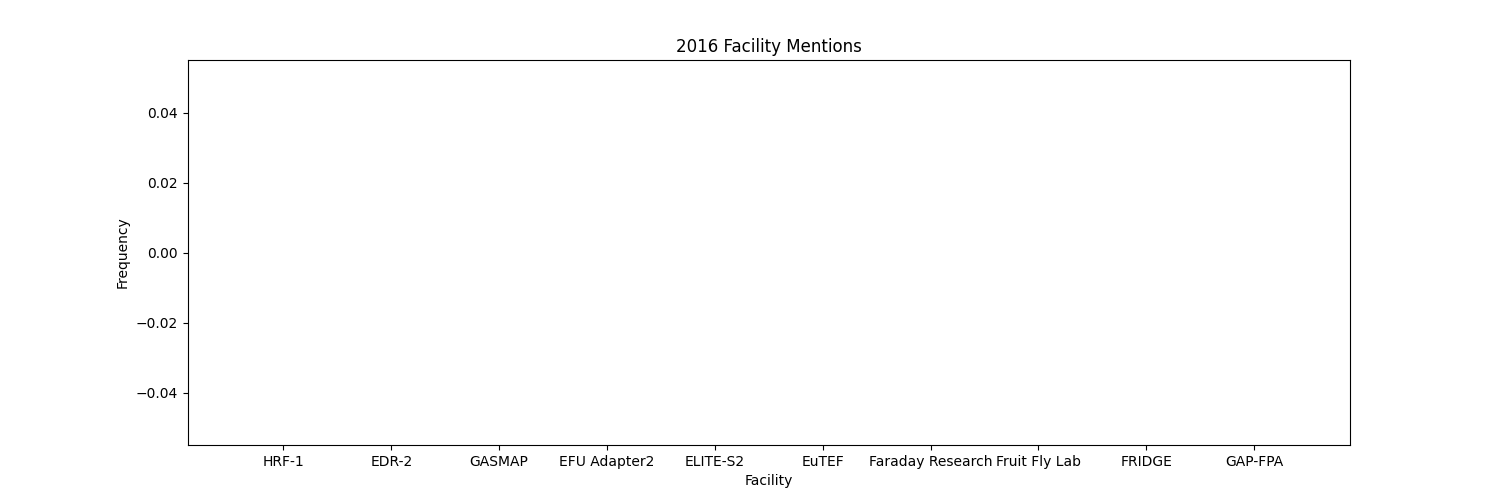 2016 Facility Mentions
0.04
0.02
0.00
−0.02
−0.04
Frequency
HRF-1 EDR-2 GASMAP EFU Adapter2 ELITE-S2 EuTEF Faraday Research Fruit Fly Lab FRIDGE GAP-FPA
Facility